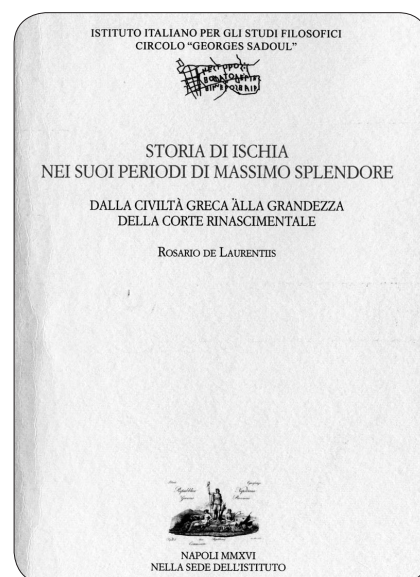 ISTITUTO ITALIANO PER GLI STUDI FILOSOFICI
CIRCOLO "GEORGES SADOUL"
STORIA DI ISCHIA
NEI SUOI PERIODI DI MASSIMO SPLENDORE
DALLA CIVILTÀ GRECA ALLA GRANDEZZA
DELLA CORTE RINASCIMENTALE
ROSARIO DE LAURENTIIS
NAPOLI MMXVI
NELLA SEDE DELL'ISTITUTO